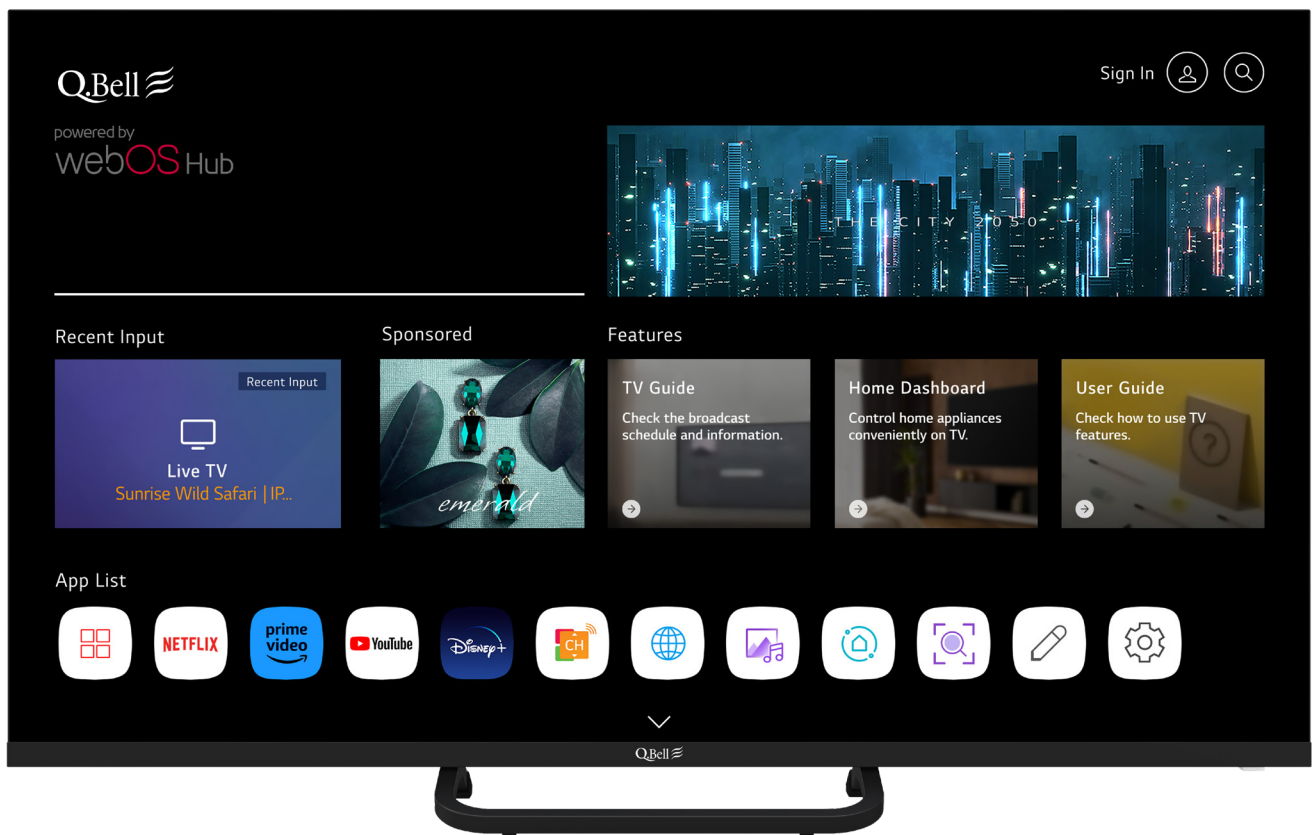 Q.Bell
Sign In
powered by
webOS Hub
THE CITY 2050
Recent Input
Sponsored
Features
Recent Input
Live TV
Sunrise Wild Safari | IP...
emerald
TV Guide
Check the broadcast
schedule and information.
Home Dashboard
Control home appliances
conveniently on TV.
User Guide
Check how to use TV
features.
?
App List
NETFLIX
prime
video
YouTube
Disney+
CH
Q.Bell